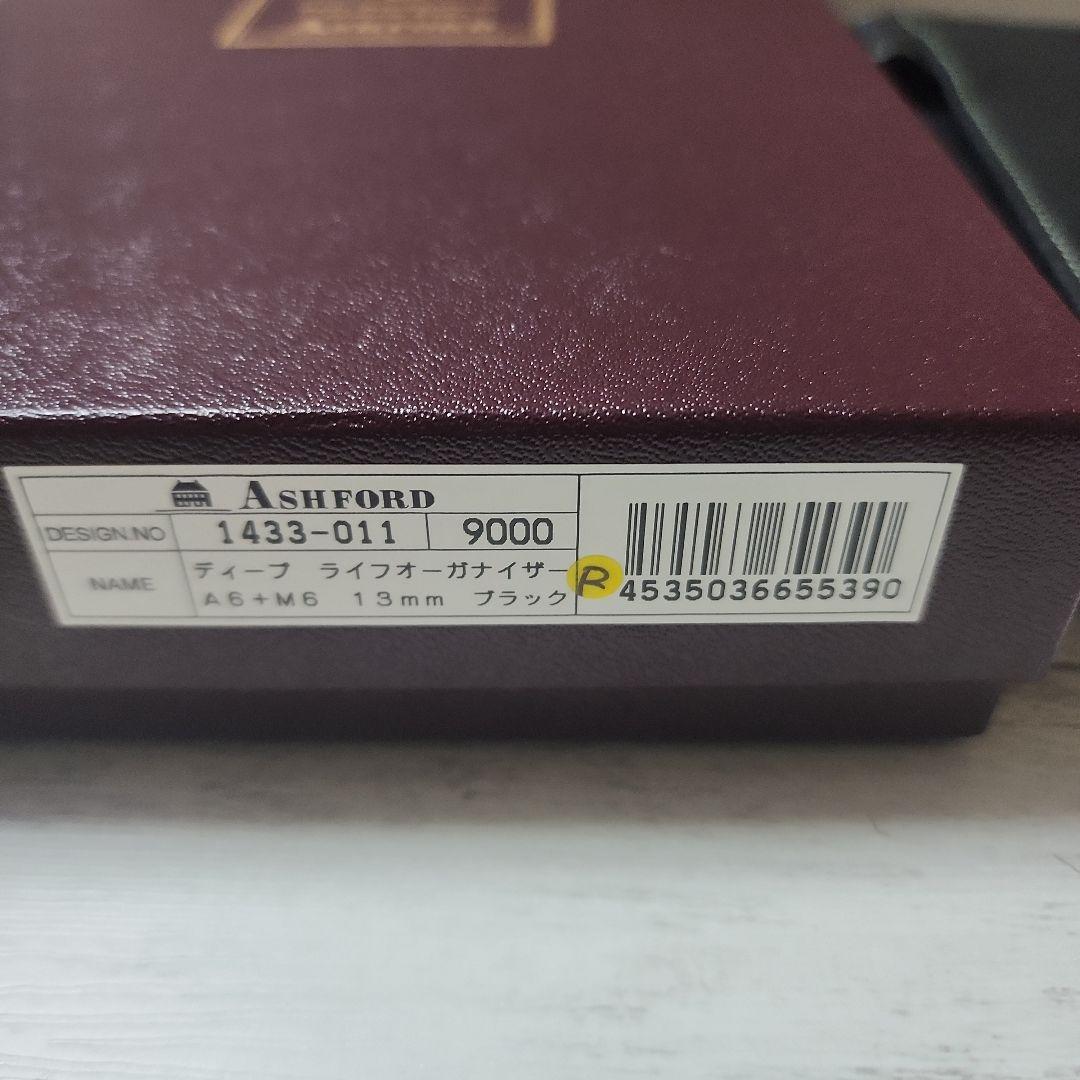 ASHFORD
DESIGN.NO 1433-011 9000
NAME ディープ ライフオーガナイザー
A6+M6 13mm ブラック
R 4535036655390